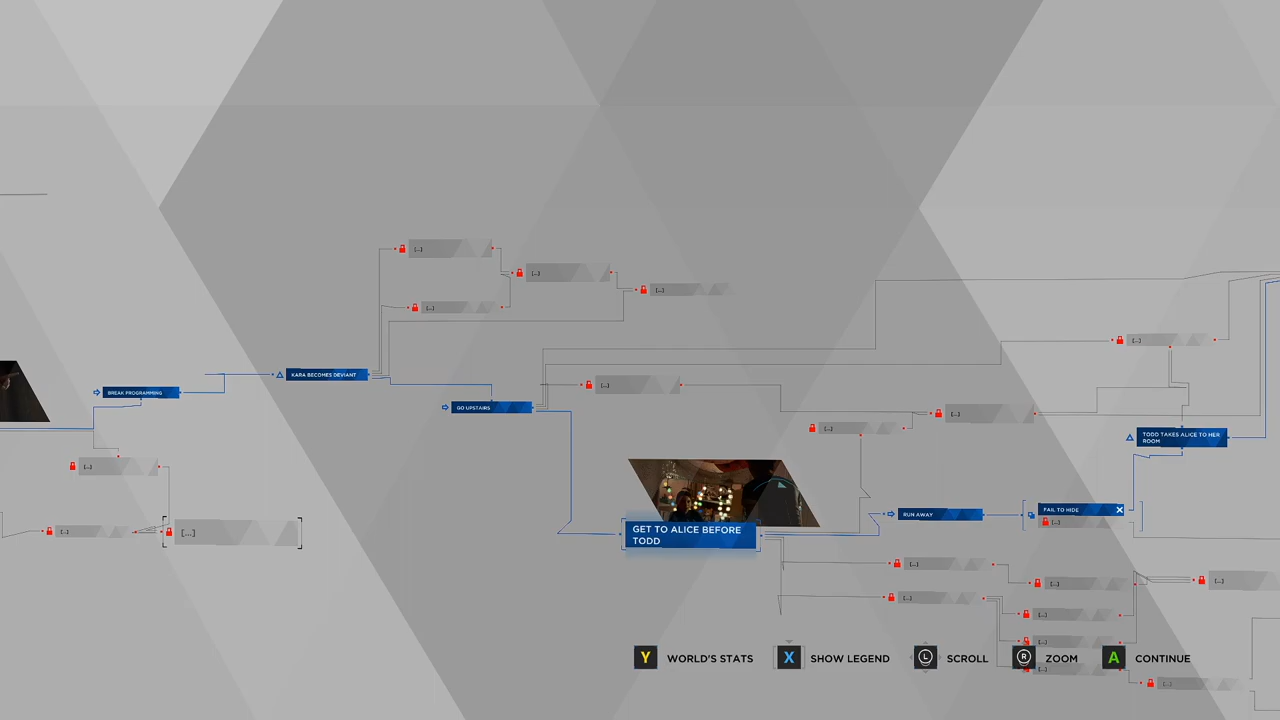 [...]
[...]
[...]
[...]
[...]
KARA BECOMES DEVIANT
BREAK PROGRAMMING
GO UPSTAIRS
[...]
[...]
[...]
TODD TAKES ALICE TO HER
ROOM
[...]
[...]
[...]
GET TO ALICE BEFORE
TODD
RUN AWAY
FAIL TO HIDE
[...]
[...]
[...]
[...]
[...]
[...]
[...]
[...]
[...]
Y WORLD'S STATS
X SHOW LEGEND
L SCROLL
R ZOOM
A CONTINUE